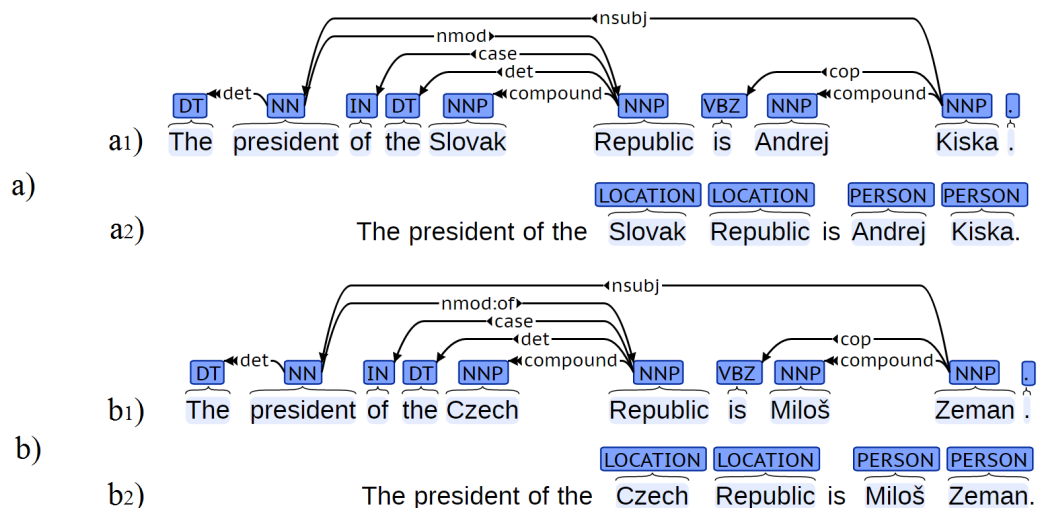 nsubj
nmod
case
det
cop
det
compound
compound
DT NN IN DT NNP NNP VBZ NNP NNP .
a1) The president of the Slovak Republic is Andrej Kiska .
a)
LOCATION LOCATION PERSON PERSON
a2) The president of the Slovak Republic is Andrej Kiska.
nsubj
nmod:of
case
det
cop
det
compound
compound
DT NN IN DT NNP NNP VBZ NNP NNP .
b1) The president of the Czech Republic is Miloš Zeman .
b)
LOCATION LOCATION PERSON PERSON
b2) The president of the Czech Republic is Miloš Zeman.